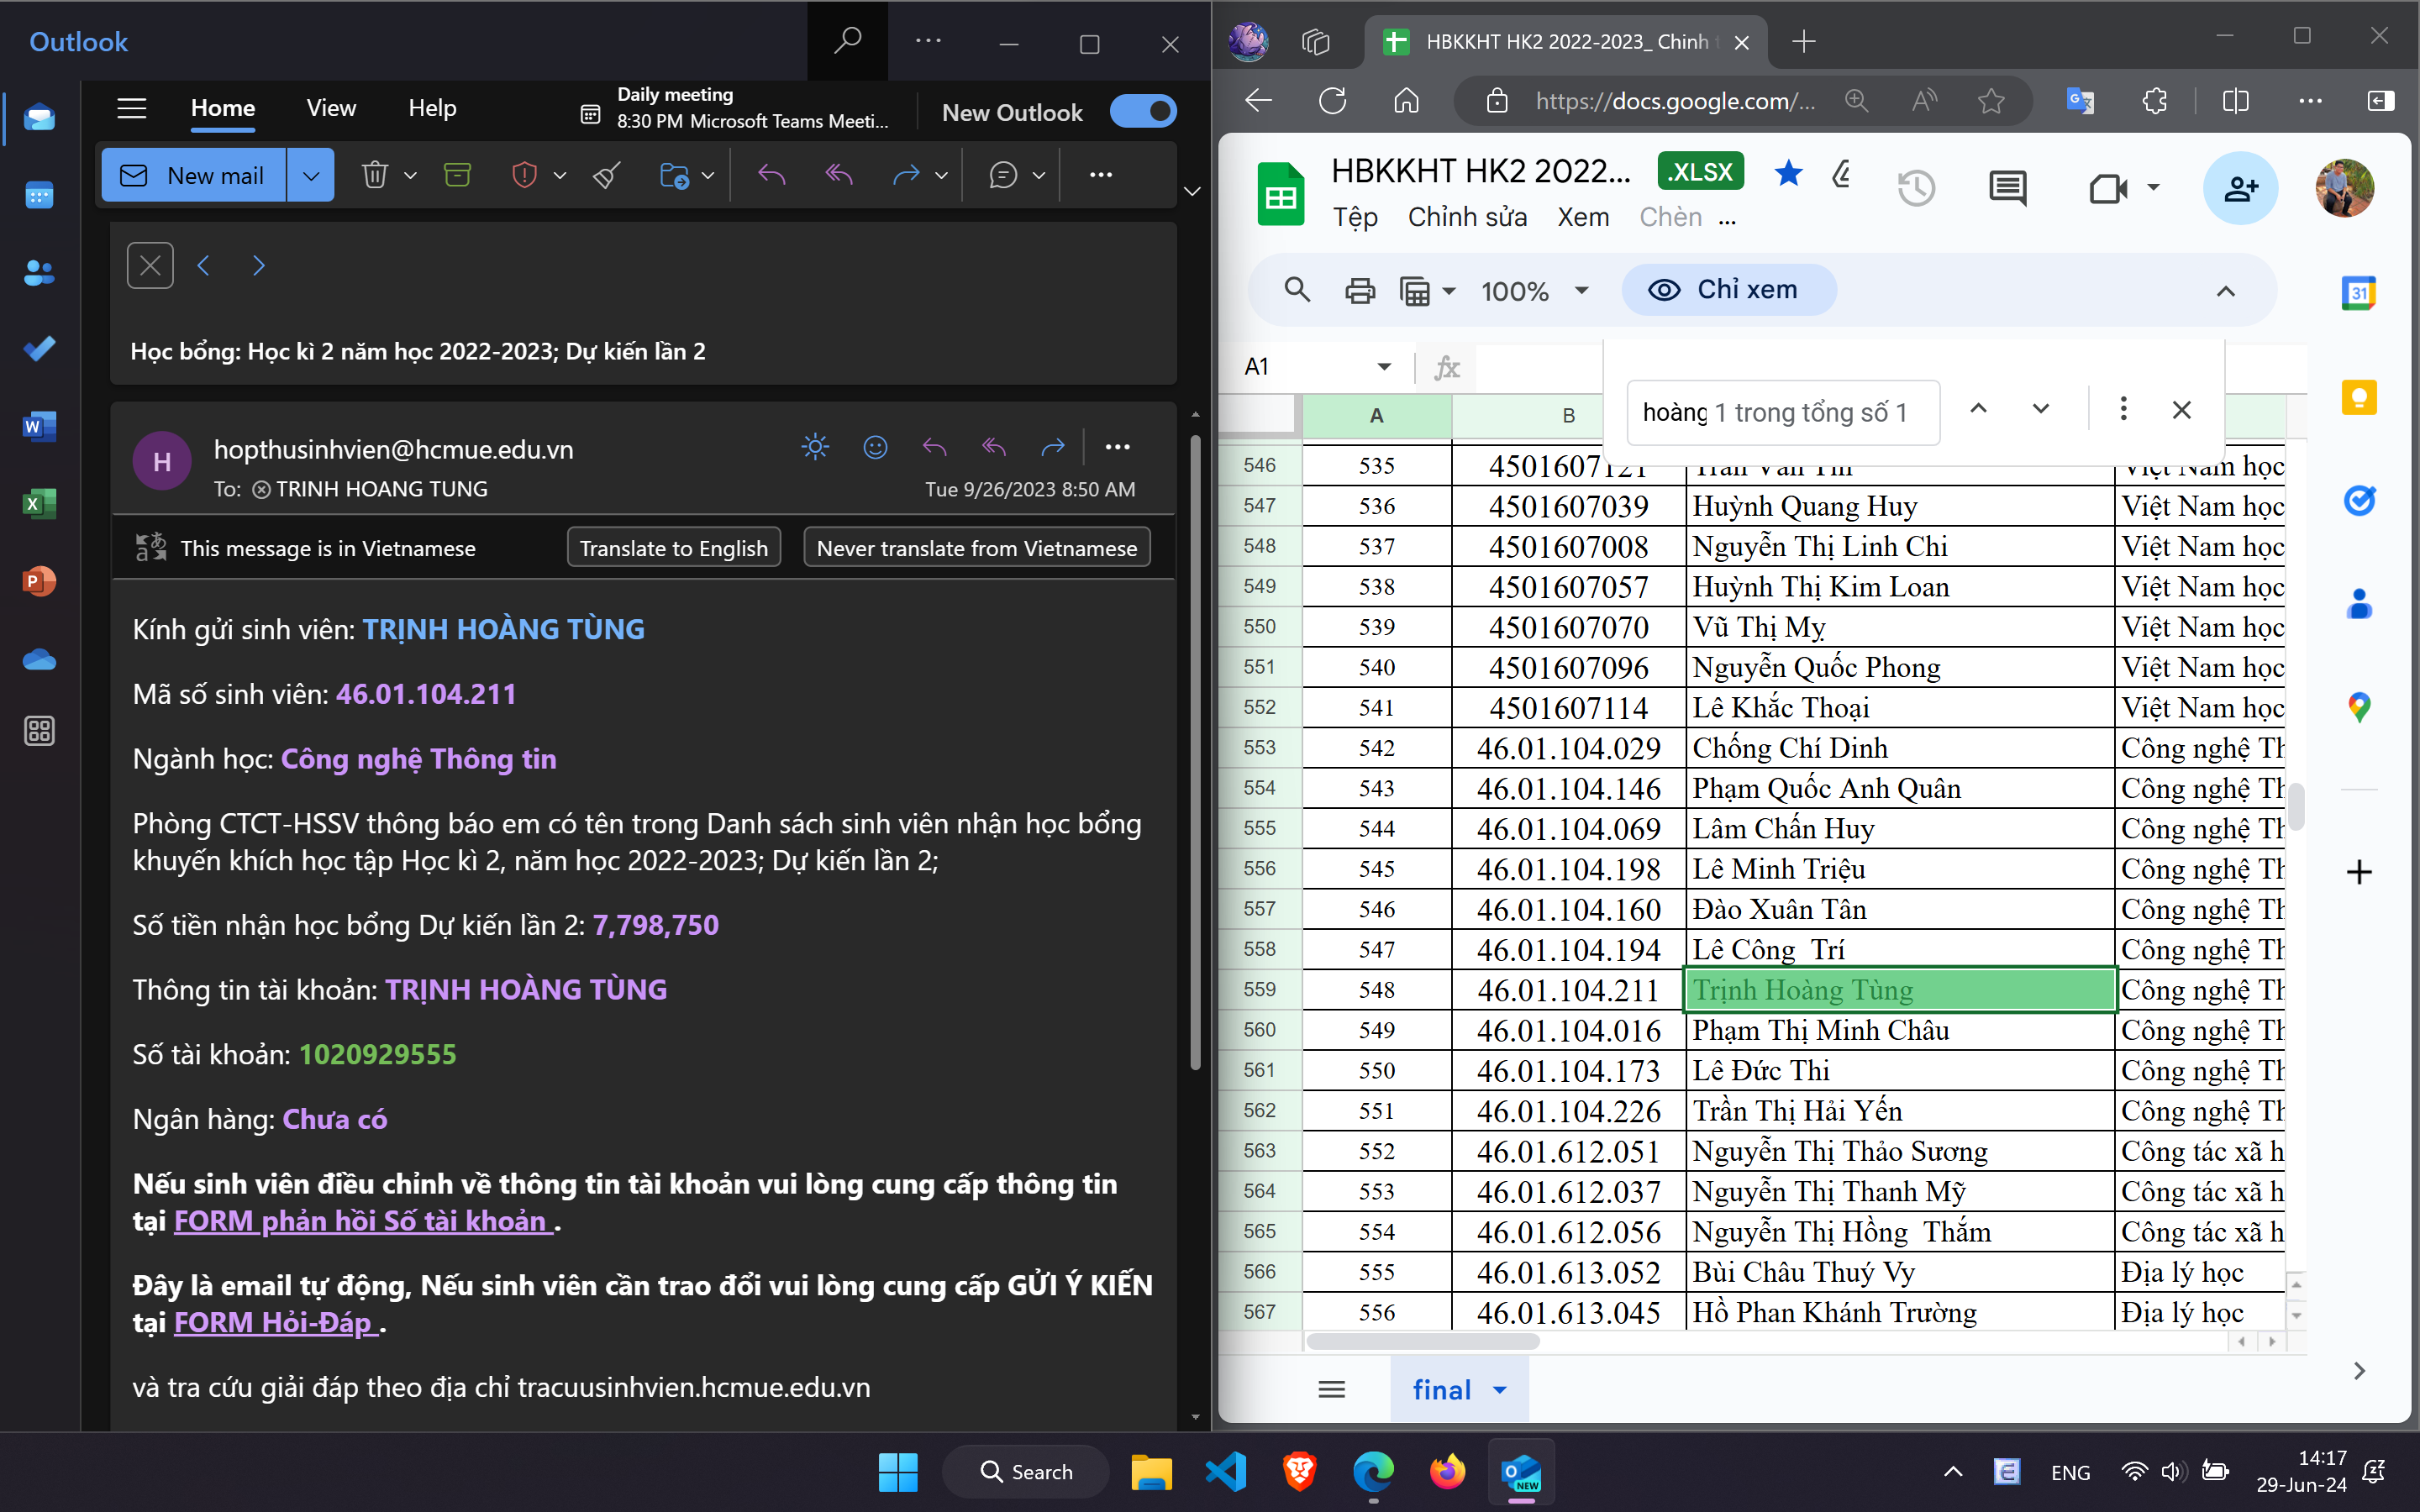 Outlook
Home
View
Help
Daily meeting
8:30 PM Microsoft Teams Meeti...
New Outlook
New mail
Học bổng: Học kì 2 năm học 2022-2023; Dự kiến lần 2
H
hopthusinhvien@hcmue.edu.vn
To: TRINH HOANG TUNG
Tue 9/26/2023 8:50 AM
This message is in Vietnamese
Translate to English
Never translate from Vietnamese
Kính gửi sinh viên: TRỊNH HOÀNG TÙNG
Mã số sinh viên: 46.01.104.211
Ngành học: Công nghệ Thông tin
Phòng CTCT-HSSV thông báo em có tên trong Danh sách sinh viên nhận học bổng
khuyến khích học tập Học kì 2, năm học 2022-2023; Dự kiến lần 2;
Số tiền nhận học bổng Dự kiến lần 2: 7,798,750
Thông tin tài khoản: TRỊNH HOÀNG TÙNG
Số tài khoản: 1020929555
Ngân hàng: Chưa có
Nếu sinh viên điều chỉnh về thông tin tài khoản vui lòng cung cấp thông tin
tại FORM phản hồi Số tài khoản .
Đây là email tự động, Nếu sinh viên cần trao đổi vui lòng cung cấp GỬI Ý KIẾN
tại FORM Hỏi-Đáp .
và tra cứu giải đáp theo địa chỉ tracuusinhvien.hcmue.edu.vn
HBKKHT HK2 2022-2023_ Chinh
https://docs.google.com/...
HBKKHT HK2 2022... .XLSX
Tệp Chỉnh sửa Xem Chèn ...
100%
Chỉ xem
31
A1
fx
hoàng 1 trong tổng số 1
A B
546 535 4501607121 Trần Văn Thi Việt Nam học
547 536 4501607039 Huỳnh Quang Huy Việt Nam học
548 537 4501607008 Nguyễn Thị Linh Chi Việt Nam học
549 538 4501607057 Huỳnh Thị Kim Loan Việt Nam học
550 539 4501607070 Vũ Thị Mỵ Việt Nam học
551 540 4501607096 Nguyễn Quốc Phong Việt Nam học
552 541 4501607114 Lê Khắc Thoại Việt Nam học
553 542 46.01.104.029 Chống Chí Dinh Công nghệ Th
554 543 46.01.104.146 Phạm Quốc Anh Quân Công nghệ Th
555 544 46.01.104.069 Lâm Chấn Huy Công nghệ Th
556 545 46.01.104.198 Lê Minh Triệu Công nghệ Th
557 546 46.01.104.160 Đào Xuân Tân Công nghệ Th
558 547 46.01.104.194 Lê Công Trí Công nghệ Th
559 548 46.01.104.211 Trịnh Hoàng Tùng Công nghệ Th
560 549 46.01.104.016 Phạm Thị Minh Châu Công nghệ Th
561 550 46.01.104.173 Lê Đức Thi Công nghệ Th
562 551 46.01.104.226 Trần Thị Hải Yến Công nghệ Th
563 552 46.01.612.051 Nguyễn Thị Thảo Sương Công tác xã h
564 553 46.01.612.037 Nguyễn Thị Thanh Mỹ Công tác xã h
565 554 46.01.612.056 Nguyễn Thị Hồng Thắm Công tác xã h
566 555 46.01.613.052 Bùi Châu Thuý Vy Địa lý học
567 556 46.01.613.045 Hồ Phan Khánh Trường Địa lý học
final
Search
NEW
ENG
14:17
29-Jun-24